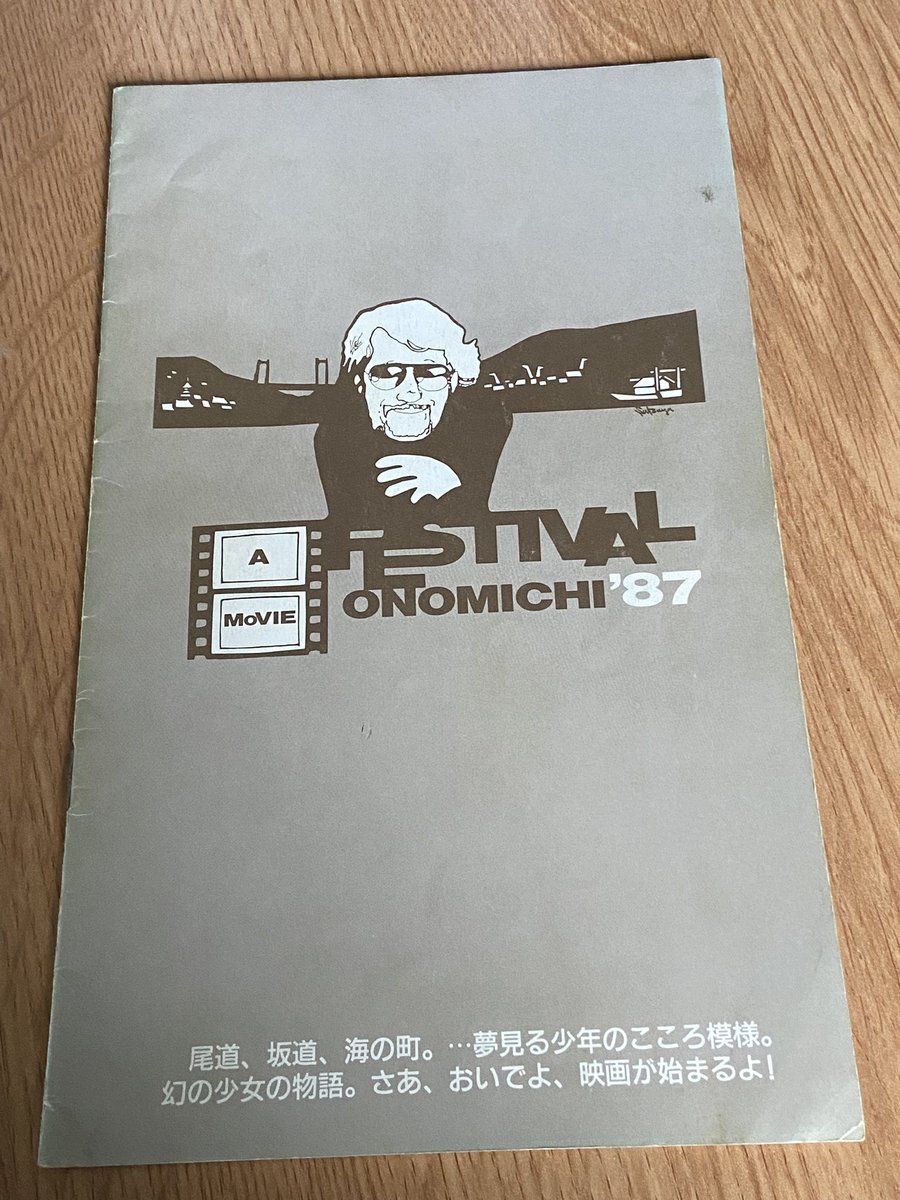 A
MoVIE
FESTIVAL
ONOMICHI '87
尾道、坂道、海の町。…夢見る少年のこころ模様。
幻の少女の物語。さあ、おいでよ、映画が始まるよ!